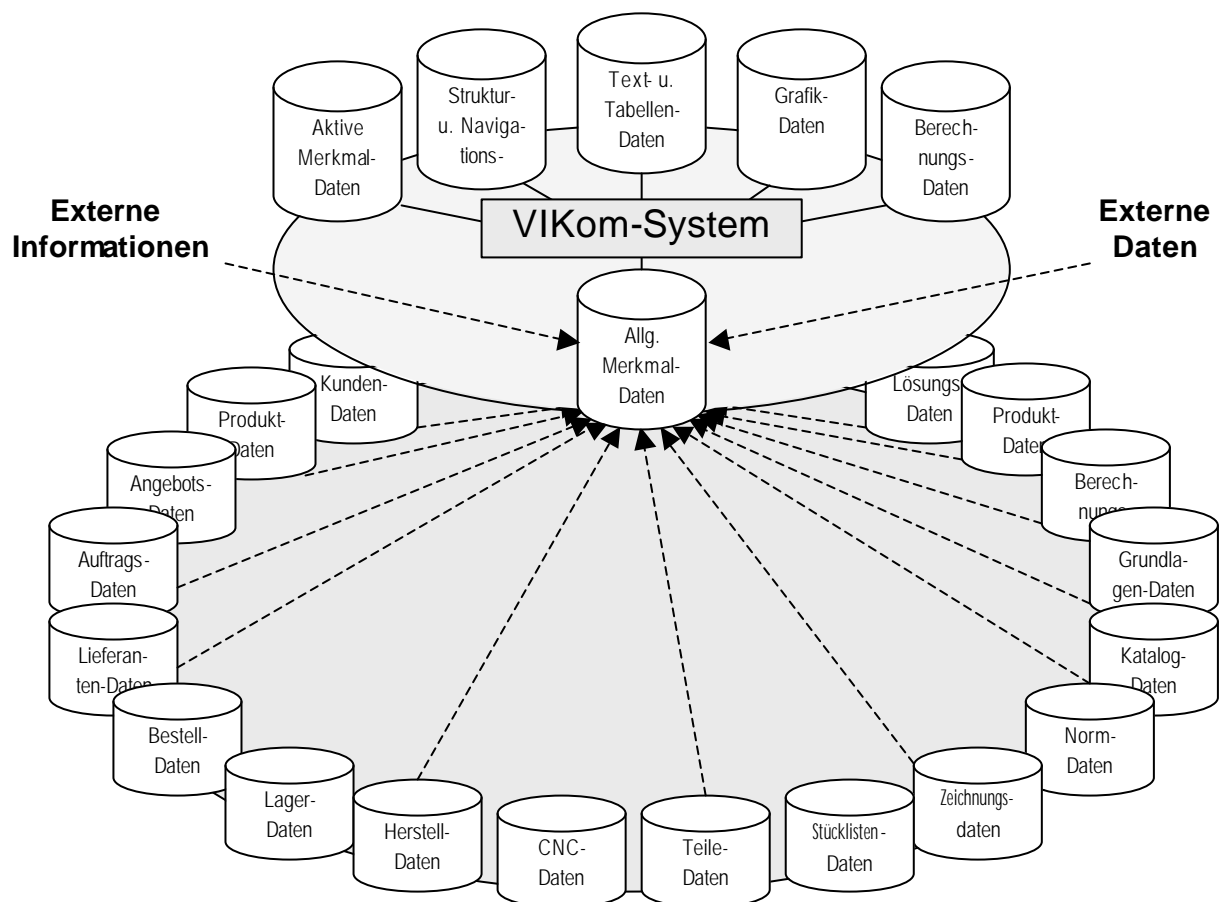 Aktive
Merkmal-
Daten
Struktur-
u. Naviga-
tions-
Text- u.
Tabellen-
Daten
Grafik-
Daten
Berech-
nungs-
Daten
Externe
Informationen
VIKom-System
Externe
Daten
Allg.
Merkmal-
Daten
Kunden-
Daten
Produkt-
Daten
Angebots-
Daten
Auftrags-
Daten
Lieferan-
ten-Daten
Bestell-
Daten
Lager-
Daten
Herstell-
Daten
CNC-
Daten
Teile-
Daten
Stücklisten-
Daten
Zeichnungs-
daten
Norm-
Daten
Katalog-
Daten
Grundla-
gen-Daten
Berech-
nungs
Produkt-
Daten
Lösungs
Daten